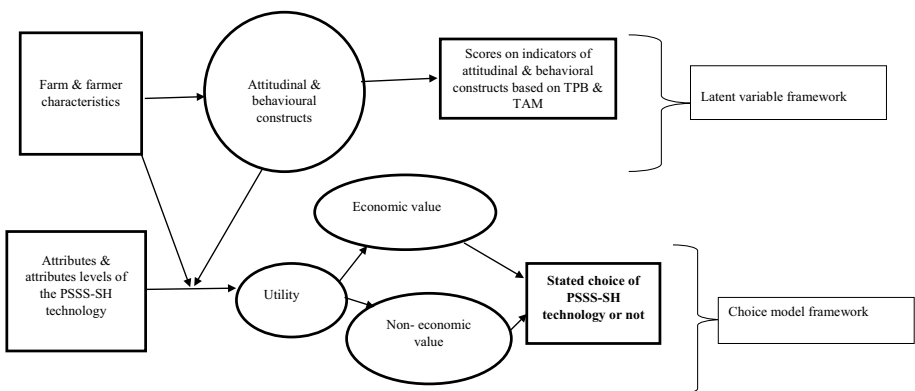 Farm & farmer
characteristics
Attitudinal &
behavioural
constructs
Scores on indicators of
attitudinal & behavioral
constructs based on TPB &
TAM
Latent variable framework
Attributes &
attributes levels of
the PSSS-SH
technology
Utility
Economic value
Non- economic
value
Stated choice of
PSSS-SH
technology or not
Choice model framework